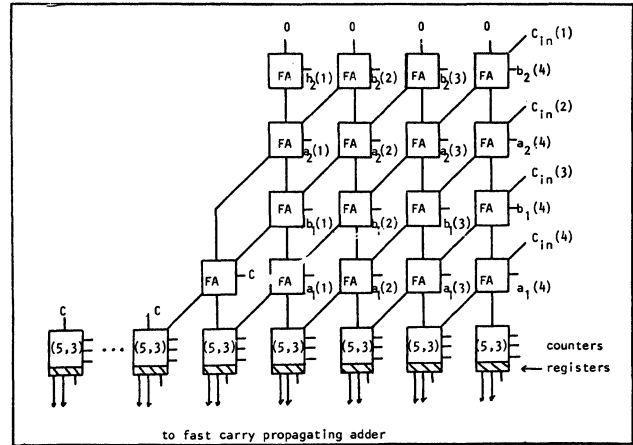 0 0 0 0 C_in(1)
FA b_2(1) FA b_2(2) FA b_2(3) FA b_2(4)
C_in(2)
FA a_2(1) FA a_2(2) FA a_2(3) FA a_2(4)
C_in(3)
FA b_1(1) FA b_1(2) FA b_1(3) FA b_1(4)
C_in(4)
FA C FA a_1(1) FA a_1(2) FA a_1(3) FA a_1(4)
C C
(5,3) ... (5,3) (5,3) (5,3) (5,3) (5,3) (5,3) counters
registers
to fast carry propagating adder